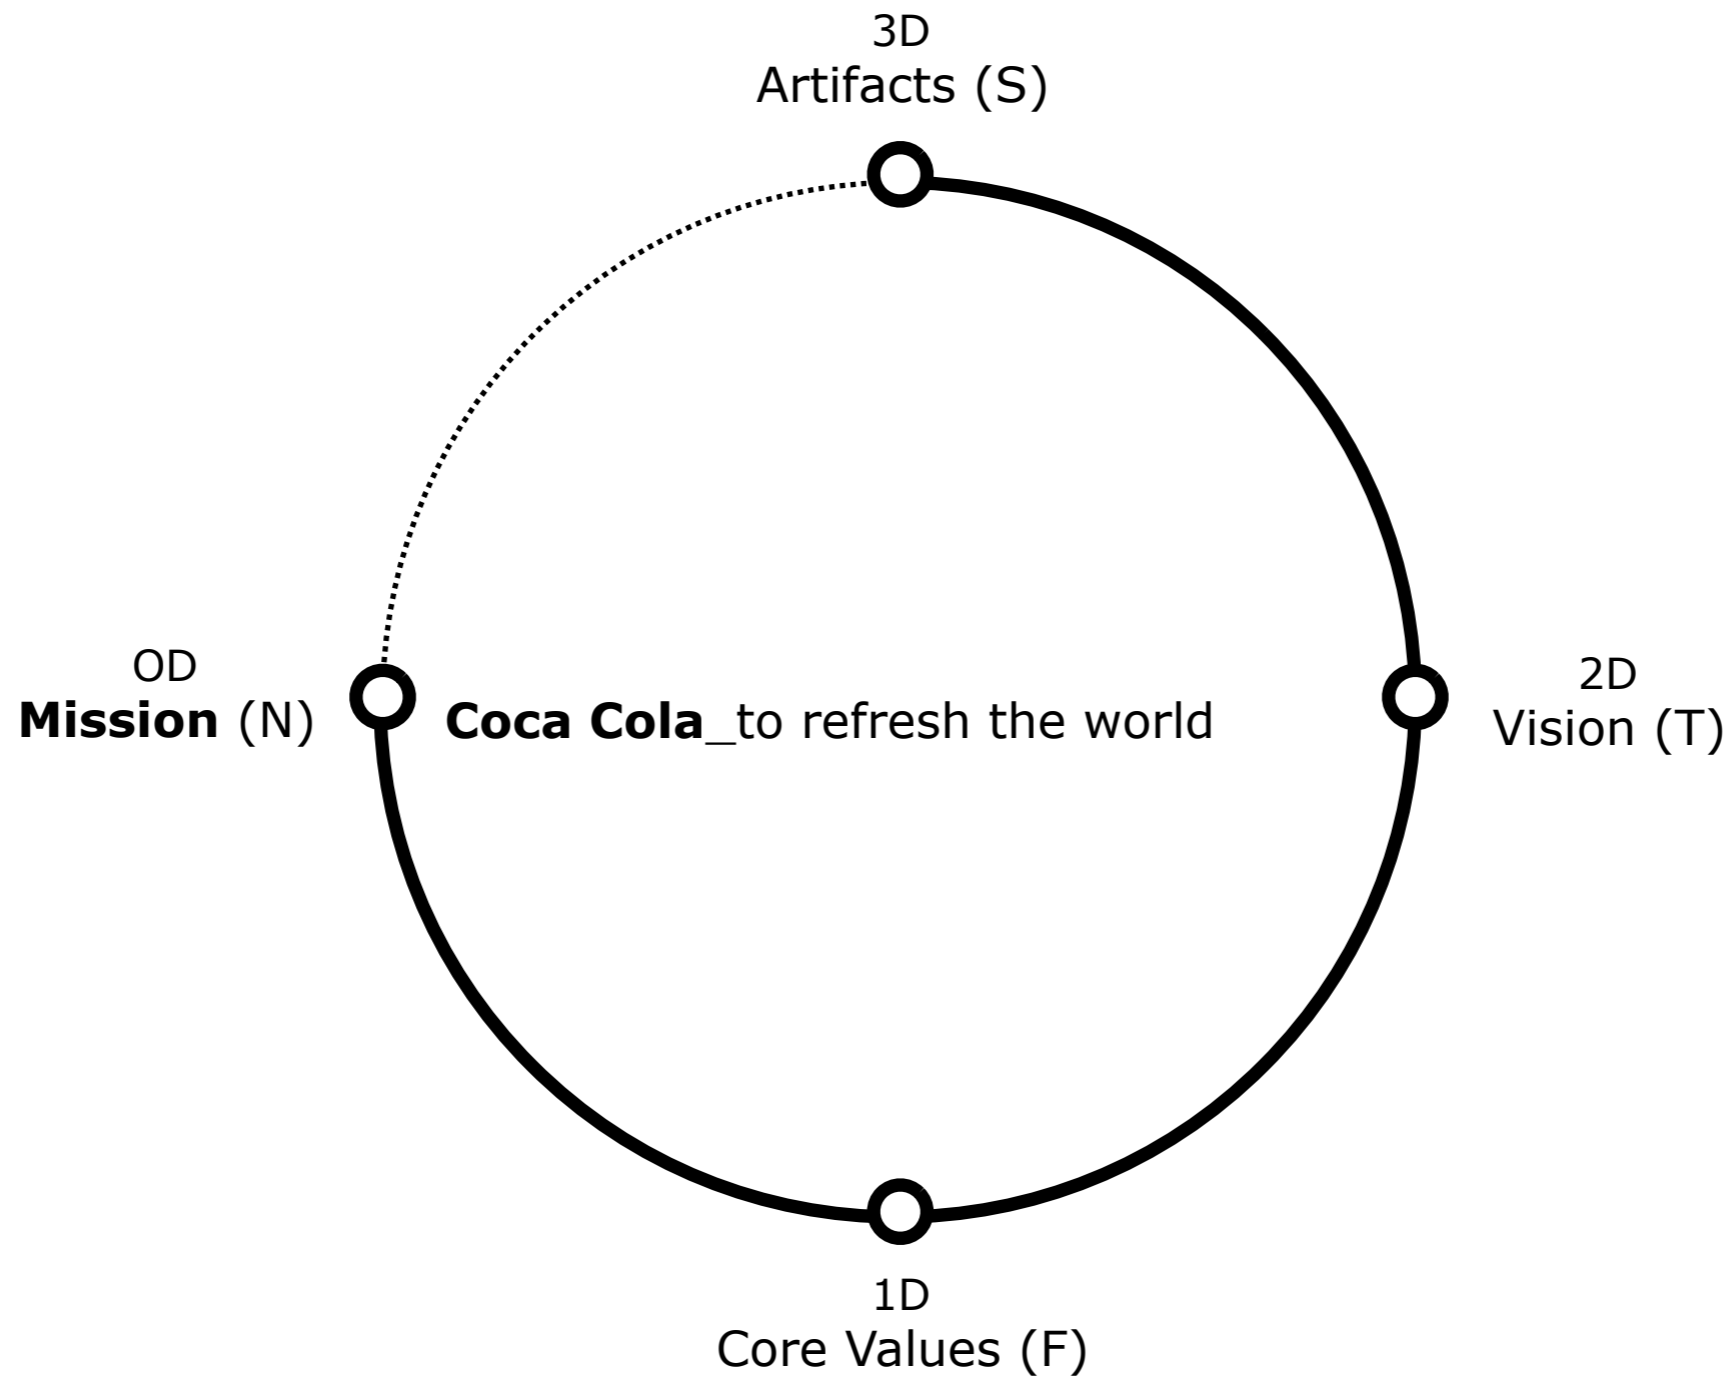 3D
Artifacts (S)
OD
Mission (N)
Coca Cola_to refresh the world
2D
Vision (T)
1D
Core Values (F)